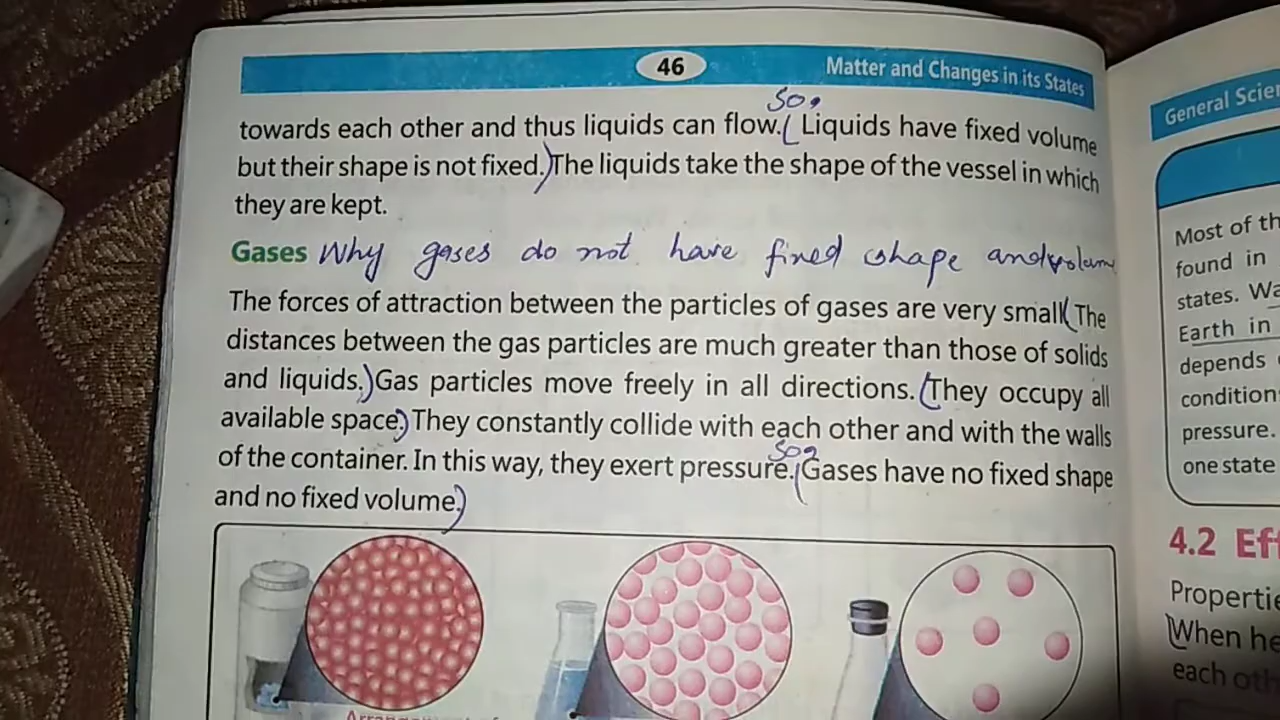 46
Matter and Changes in its States
So,
towards each other and thus liquids can flow.( Liquids have fixed volume
but their shape is not fixed.) The liquids take the shape of the vessel in which
they are kept.
Gases Why gases do not have fixed shape and volume
The forces of attraction between the particles of gases are very small( The
distances between the gas particles are much greater than those of solids
and liquids.) Gas particles move freely in all directions. (They occupy all
available space.) They constantly collide with each other and with the walls
So,
of the container. In this way, they exert pressure.(Gases have no fixed shape
and no fixed volume.)
General Scien
Most of th
found in
states. Wa
Earth in
depends
condition
pressure.
one state
4.2 Eff
Propertie
(When he
each oth